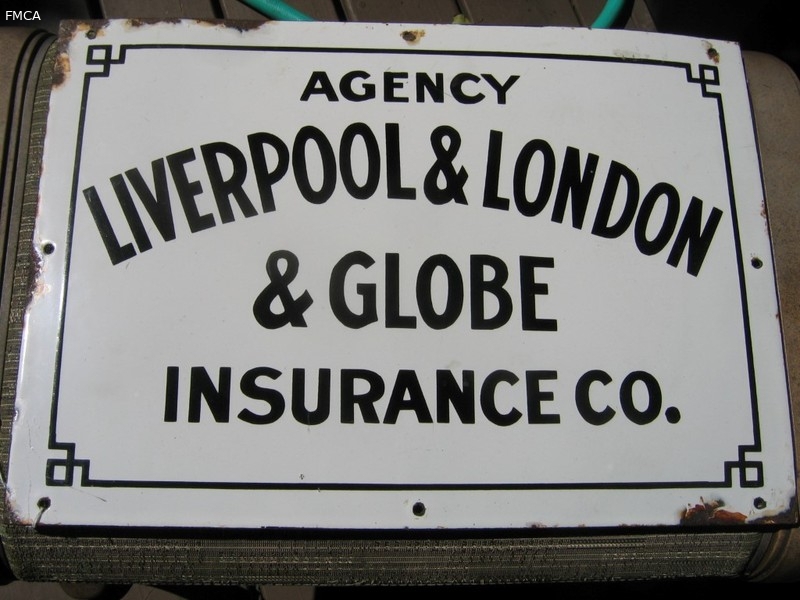 FMCA
AGENCY
LIVERPOOL & LONDON
& GLOBE
INSURANCE CO.